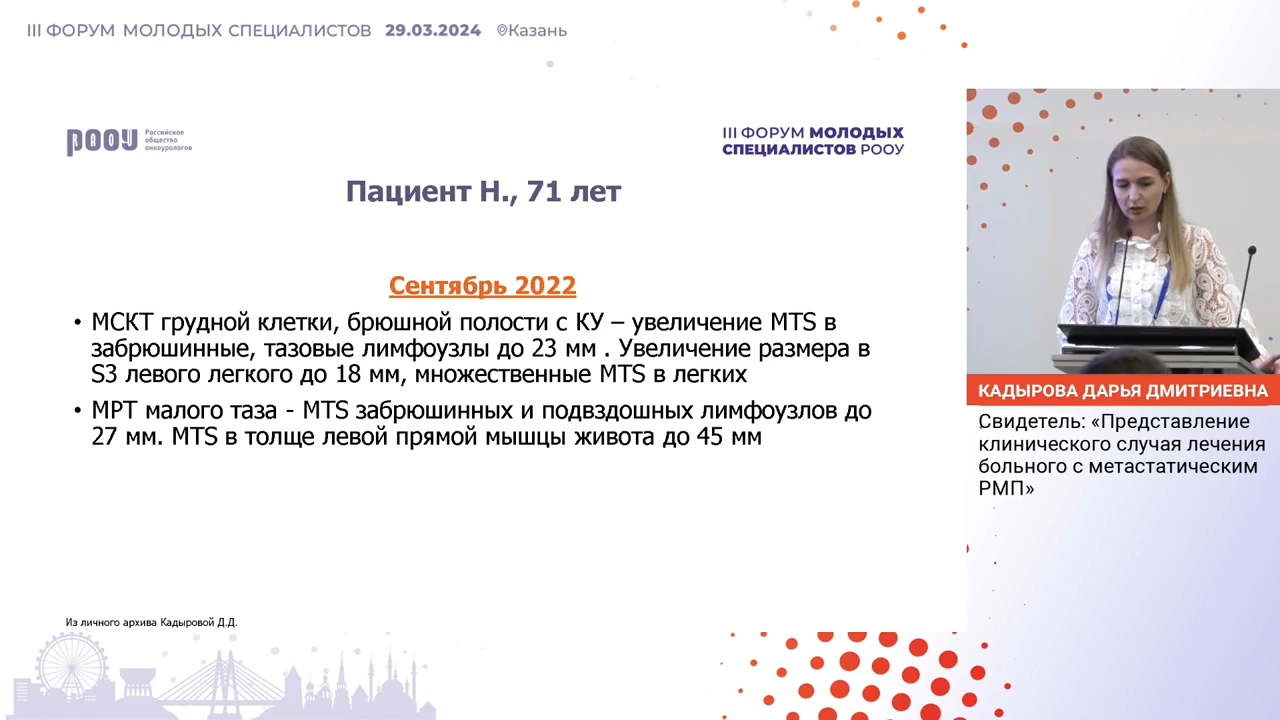 III ФОРУМ МОЛОДЫХ СПЕЦИАЛИСТОВ 29.03.2024 Казань
РООУ Российское
общество
онкоурологов
III ФОРУМ МОЛОДЫХ
СПЕЦИАЛИСТОВ РООУ
Пациент Н., 71 лет
Сентябрь 2022
• МСКТ грудной клетки, брюшной полости с КУ – увеличение MTS в
забрюшинные, тазовые лимфоузлы до 23 мм . Увеличение размера в
S3 левого легкого до 18 мм, множественные MTS в легких
• МРТ малого таза - MTS забрюшинных и подвздошных лимфоузлов до
27 мм. MTS в толще левой прямой мышцы живота до 45 мм
Из личного архива Кадыровой Д.Д.
КАДЫРОВА ДАРЬЯ ДМИТРИЕВНА
Свидетель: «Представление
клинического случая лечения
больного с метастатическим
РМП»